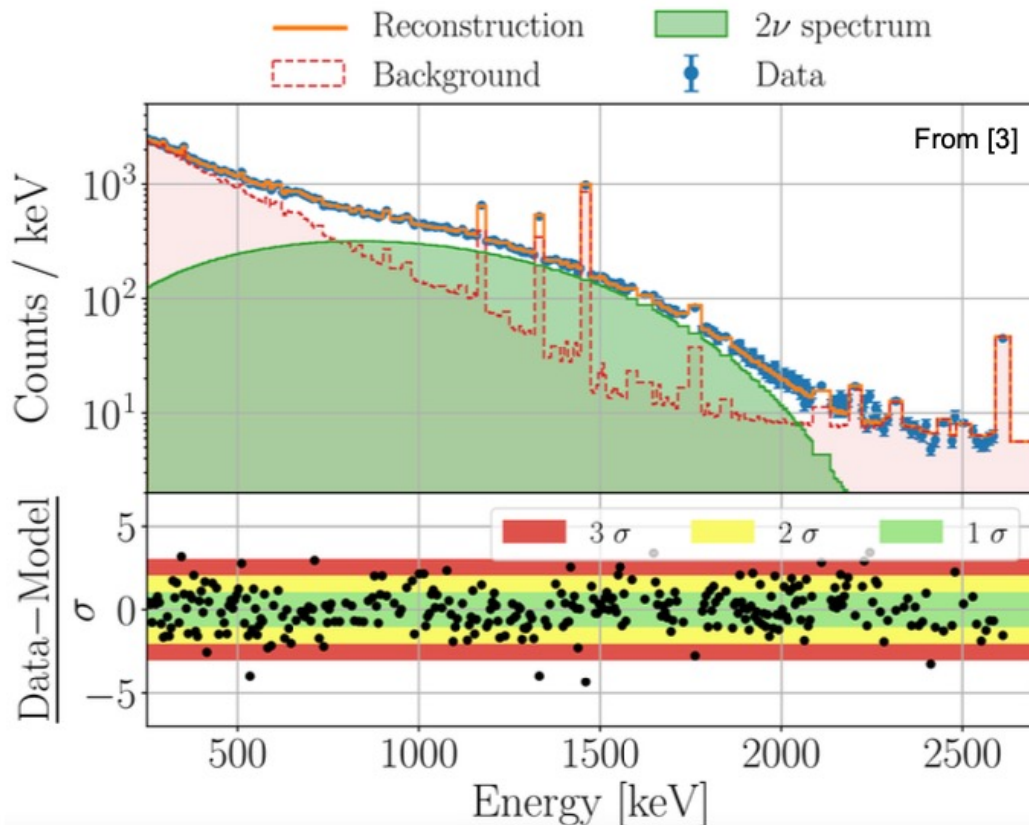 Reconstruction
2ν spectrum
Background
Data
From [3]
Counts / keV
10³
10²
10¹
3 σ
2 σ
1 σ
Data−Model
σ
5
0
−5
500
1000
1500
2000
2500
Energy [keV]